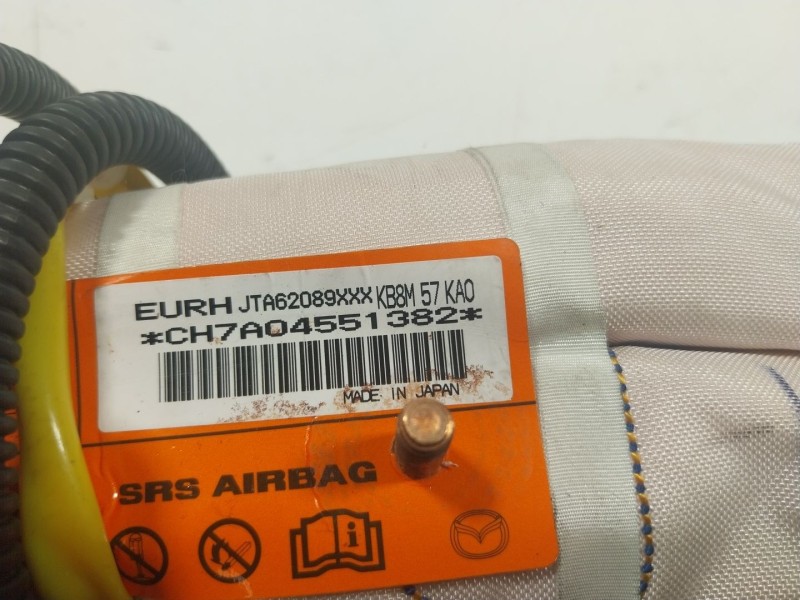 EURH JTA62089XXX KB8M 57 KA0
*CH7A04551382*
MADE IN JAPAN
SRS AIRBAG